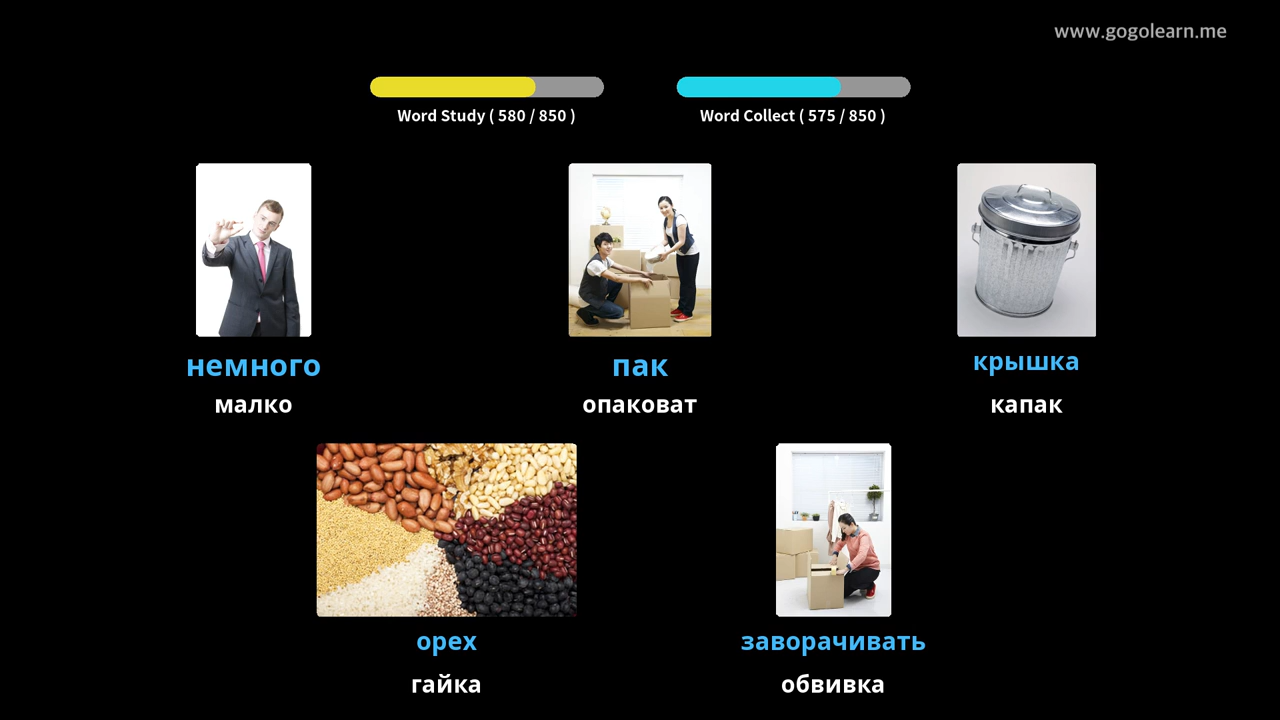 www.gogolearn.me
Word Study ( 580 / 850 )
Word Collect ( 575 / 850 )
немного
пак
крышка
малко
опаковат
капак
орех
заворачивать
гайка
обвивка